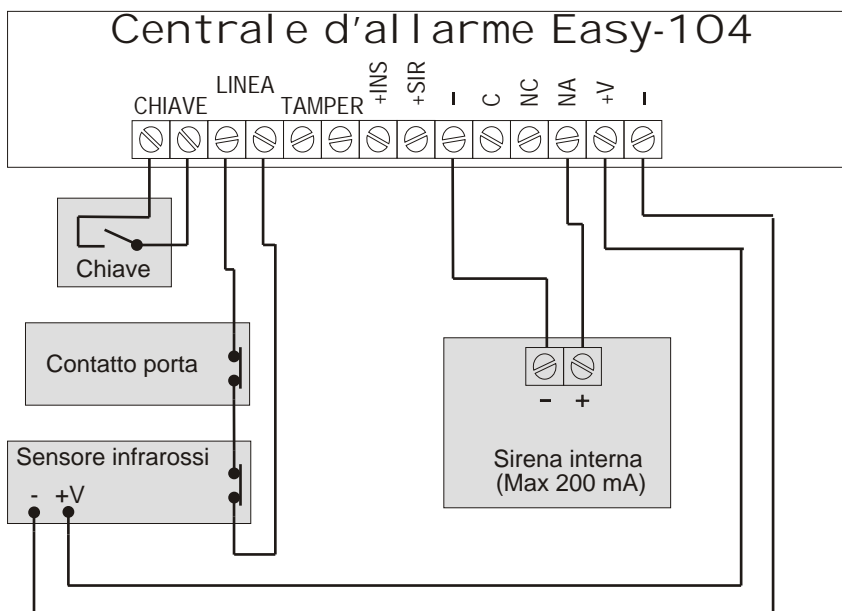 Centrale d'allarme Easy-104
CHIAVE LINEA TAMPER +INS +SIR – C NC NA +V –
Chiave
Contatto porta
Sensore infrarossi
- +V
- +
Sirena interna
(Max 200 mA)